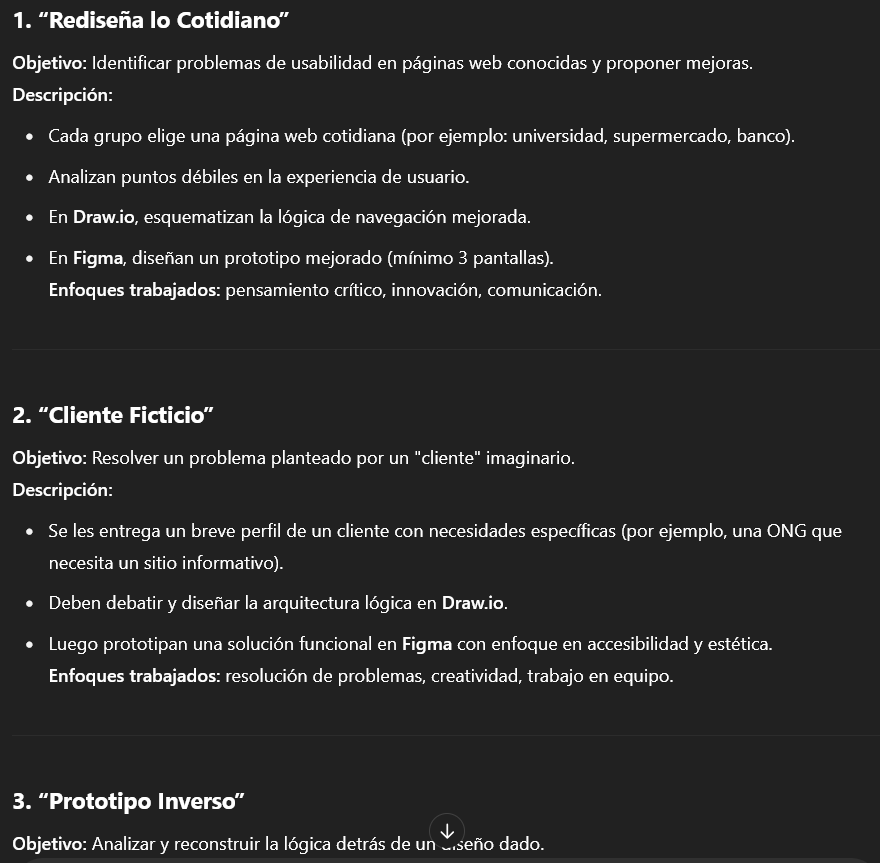 1. “Rediseña lo Cotidiano”
Objetivo: Identificar problemas de usabilidad en páginas web conocidas y proponer mejoras.
Descripción:
• Cada grupo elige una página web cotidiana (por ejemplo: universidad, supermercado, banco).
• Analizan puntos débiles en la experiencia de usuario.
• En Draw.io, esquematizan la lógica de navegación mejorada.
• En Figma, diseñan un prototipo mejorado (mínimo 3 pantallas).
Enfoques trabajados: pensamiento crítico, innovación, comunicación.
2. “Cliente Ficticio”
Objetivo: Resolver un problema planteado por un "cliente" imaginario.
Descripción:
• Se les entrega un breve perfil de un cliente con necesidades específicas (por ejemplo, una ONG que
necesita un sitio informativo).
• Deben debatir y diseñar la arquitectura lógica en Draw.io.
• Luego prototipan una solución funcional en Figma con enfoque en accesibilidad y estética.
Enfoques trabajados: resolución de problemas, creatividad, trabajo en equipo.
3. “Prototipo Inverso”
Objetivo: Analizar y reconstruir la lógica detrás de un diseño dado.